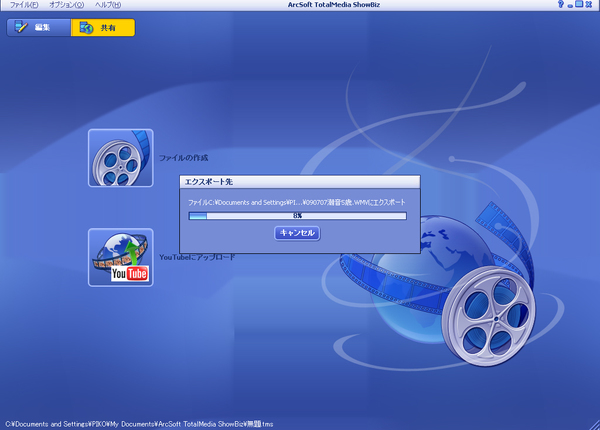 ファイル(F) オプション(O) ヘルプ(H) ArcSoft TotalMedia ShowBiz ?
編集 共有
ファイルの作成
エクスポート先
ファイルC:¥Documents and Settings¥PI...¥090707瀬音5歳.WMVにエクスポート
8%
キャンセル
YouTubeにアップロード
You Tube
C:¥Documents and Settings¥PIKO¥My Documents¥ArcSoft TotalMedia ShowBiz¥無題.tms